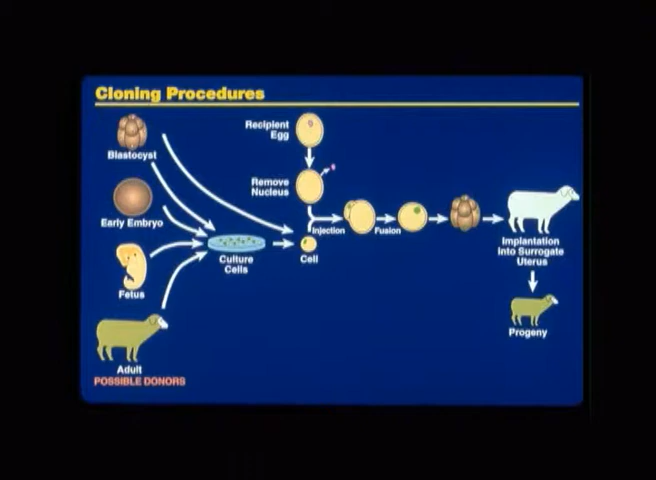 Cloning Procedures
Blastocyst
Early Embryo
Fetus
Adult
POSSIBLE DONORS
Culture
Cells
Recipient
Egg
Remove
Nucleus
Cell
Injection
Fusion
Implantation
Into Surrogate
Uterus
Progeny